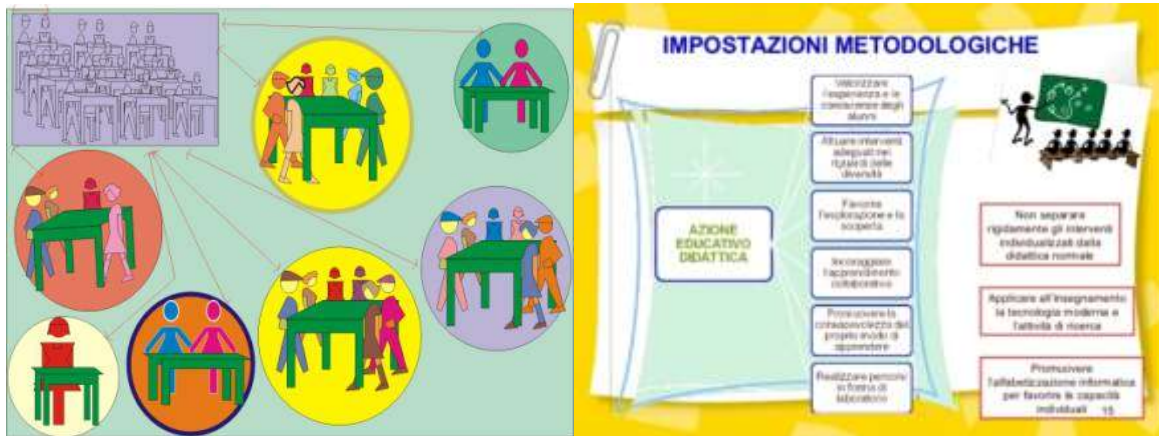 IMPOSTAZIONI METODOLOGICHE
Valorizzare
l'esperienza e le
conoscenze degli
alunni
Attuare interventi
adeguati nei
riguardi delle
diversità
Favorire
l'esplorazione e la
scoperta
Incoraggiare
l'apprendimento
collaborativo
Promuovere la
consapevolezza del
proprio modo di
apprendere
Realizzare percorsi
in forma di
laboratorio
AZIONE
EDUCATIVO
DIDATTICA
Non separare
rigidamente gli interventi
individualizzati dalla
didattica normale
Applicare all'insegnamento
la tecnologia moderna e
l'attività di ricerca
Promuovere
l'alfabetizzazione informatica
per favorire le capacità
individuali
15